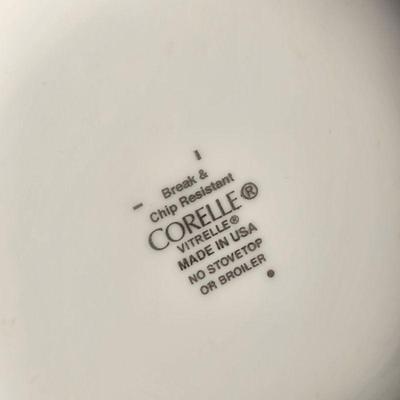 Break &
Chip Resistant
CORELLE®
VITRELLE®
MADE IN USA
NO STOVETOP
OR BROILER